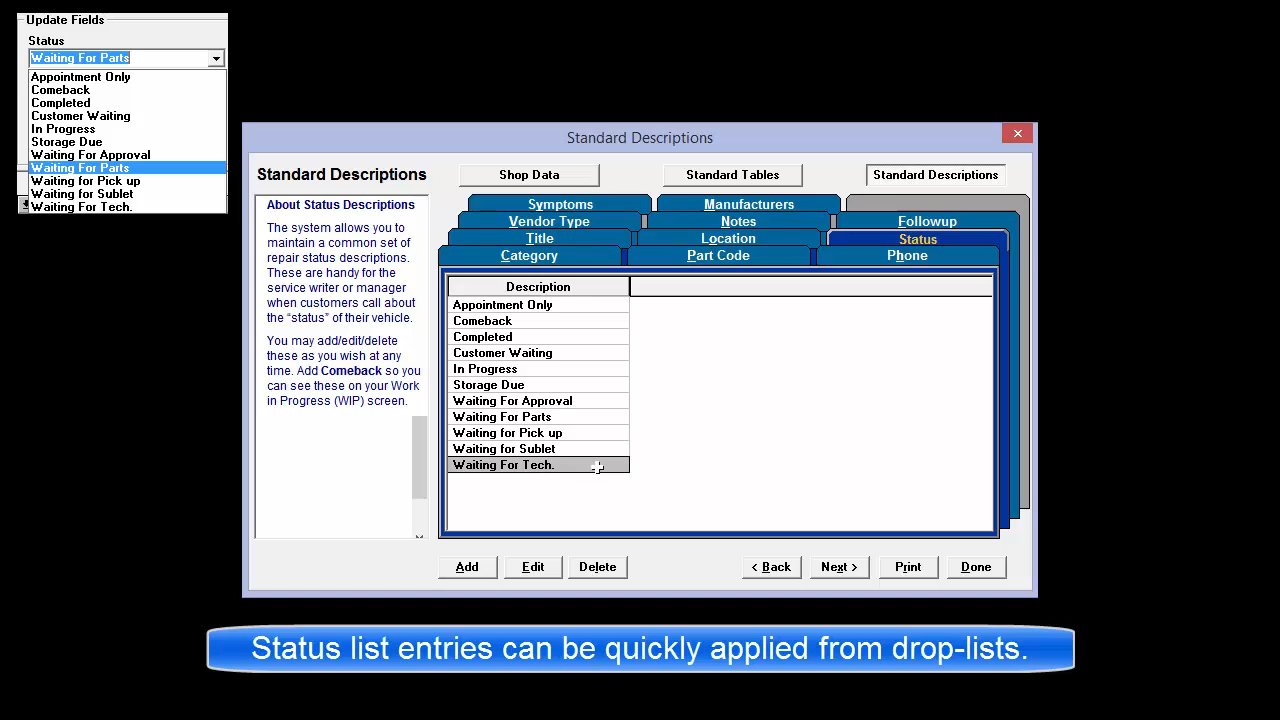 Update Fields
Status
Waiting For Parts
Appointment Only
Comeback
Completed
Customer Waiting
In Progress
Storage Due
Waiting For Approval
Waiting For Parts
Waiting for Pick up
Waiting for Sublet
Waiting For Tech.
Standard Descriptions
Standard Descriptions
Shop Data
Standard Tables
Standard Descriptions
About Status Descriptions
The system allows you to
maintain a common set of
repair status descriptions.
These are handy for the
service writer or manager
when customers call about
the “status” of their vehicle.
You may add/edit/delete
these as you wish at any
time. Add Comeback so you
can see these on your Work
in Progress (WIP) screen.
Symptoms
Manufacturers
Vendor Type
Notes
Followup
Title
Location
Status
Category
Part Code
Phone
Description
Appointment Only
Comeback
Completed
Customer Waiting
In Progress
Storage Due
Waiting For Approval
Waiting For Parts
Waiting for Pick up
Waiting for Sublet
Waiting For Tech.
Add
Edit
Delete
< Back
Next >
Print
Done
Status list entries can be quickly applied from drop-lists.